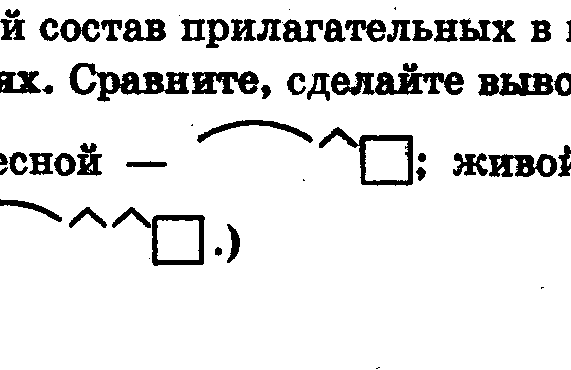 й состав прилагательных в
ях. Сравните, сделайте выво
есной — ; живой
.)